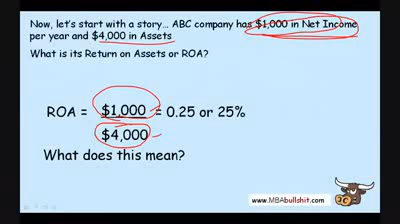 Now, let's start with a story... ABC company has $1,000 in Net Income
per year and $4,000 in Assets
What is its Return on Assets or ROA?
ROA = $1,000 = 0.25 or 25%
$4,000
What does this mean?
www.MBAbullshit.com